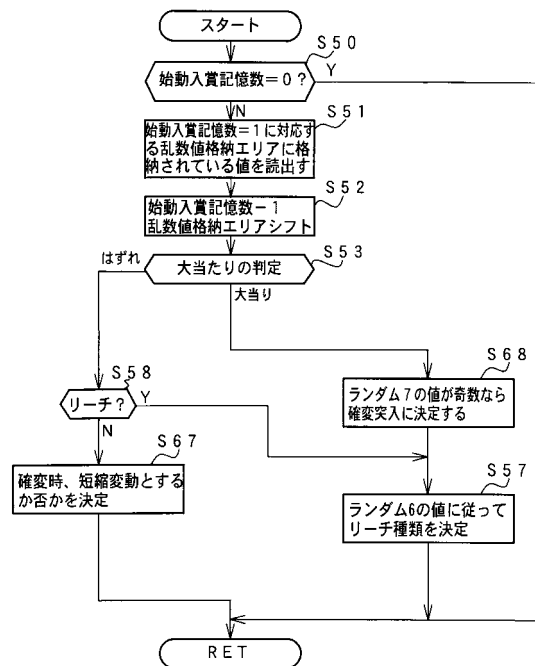 スタート
S50
始動入賞記憶数=0?
Y
N
S51
始動入賞記憶数=1に対応す
る乱数値格納エリアに格
納されている値を読出す
S52
始動入賞記憶数-1
乱数値格納エリアシフト
S53
はずれ
大当たりの判定
大当り
S58
リーチ?
Y
N
S68
ランダム7の値が奇数なら
確変突入に決定する
S67
確変時、短縮変動とする
か否かを決定
S57
ランダム6の値に従って
リーチ種類を決定
RET